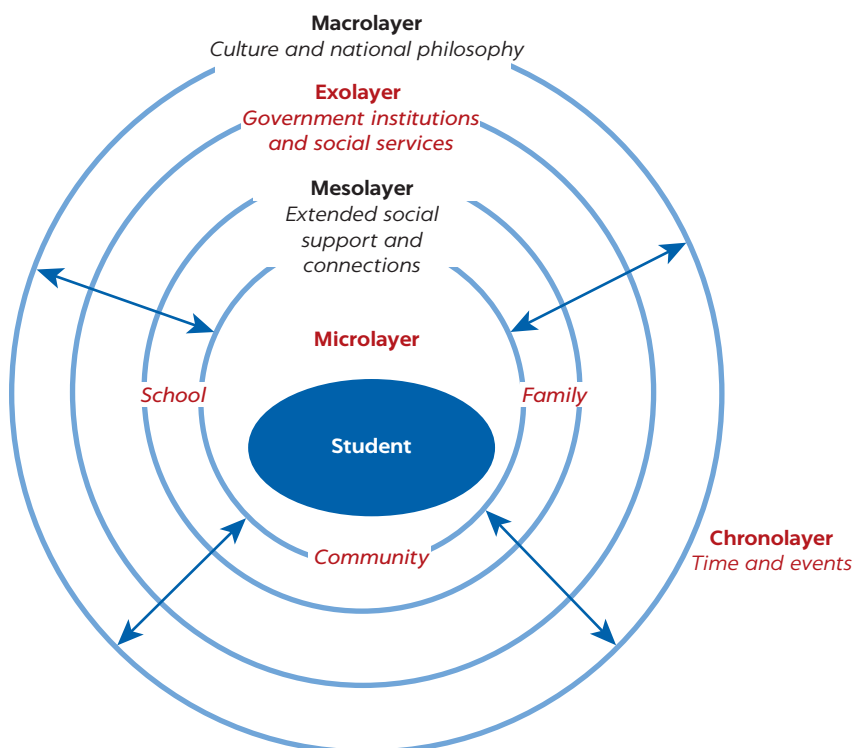 Macrolayer
Culture and national philosophy
Exolayer
Government institutions
and social services
Mesolayer
Extended social
support and
connections
Microlayer
School
Family
Student
Community
Chronolayer
Time and events